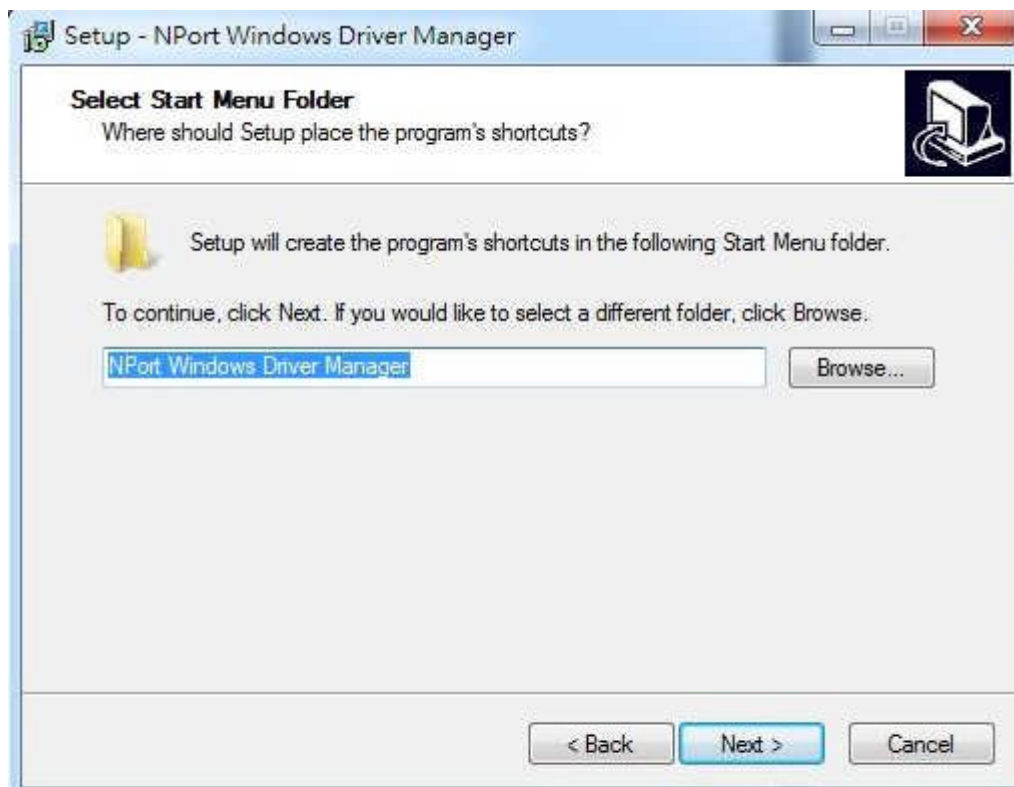 Setup - NPort Windows Driver Manager
Select Start Menu Folder
Where should Setup place the program's shortcuts?
Setup will create the program's shortcuts in the following Start Menu folder.
To continue, click Next. If you would like to select a different folder, click Browse.
NPort Windows Driver Manager
Browse...
< Back
Next >
Cancel